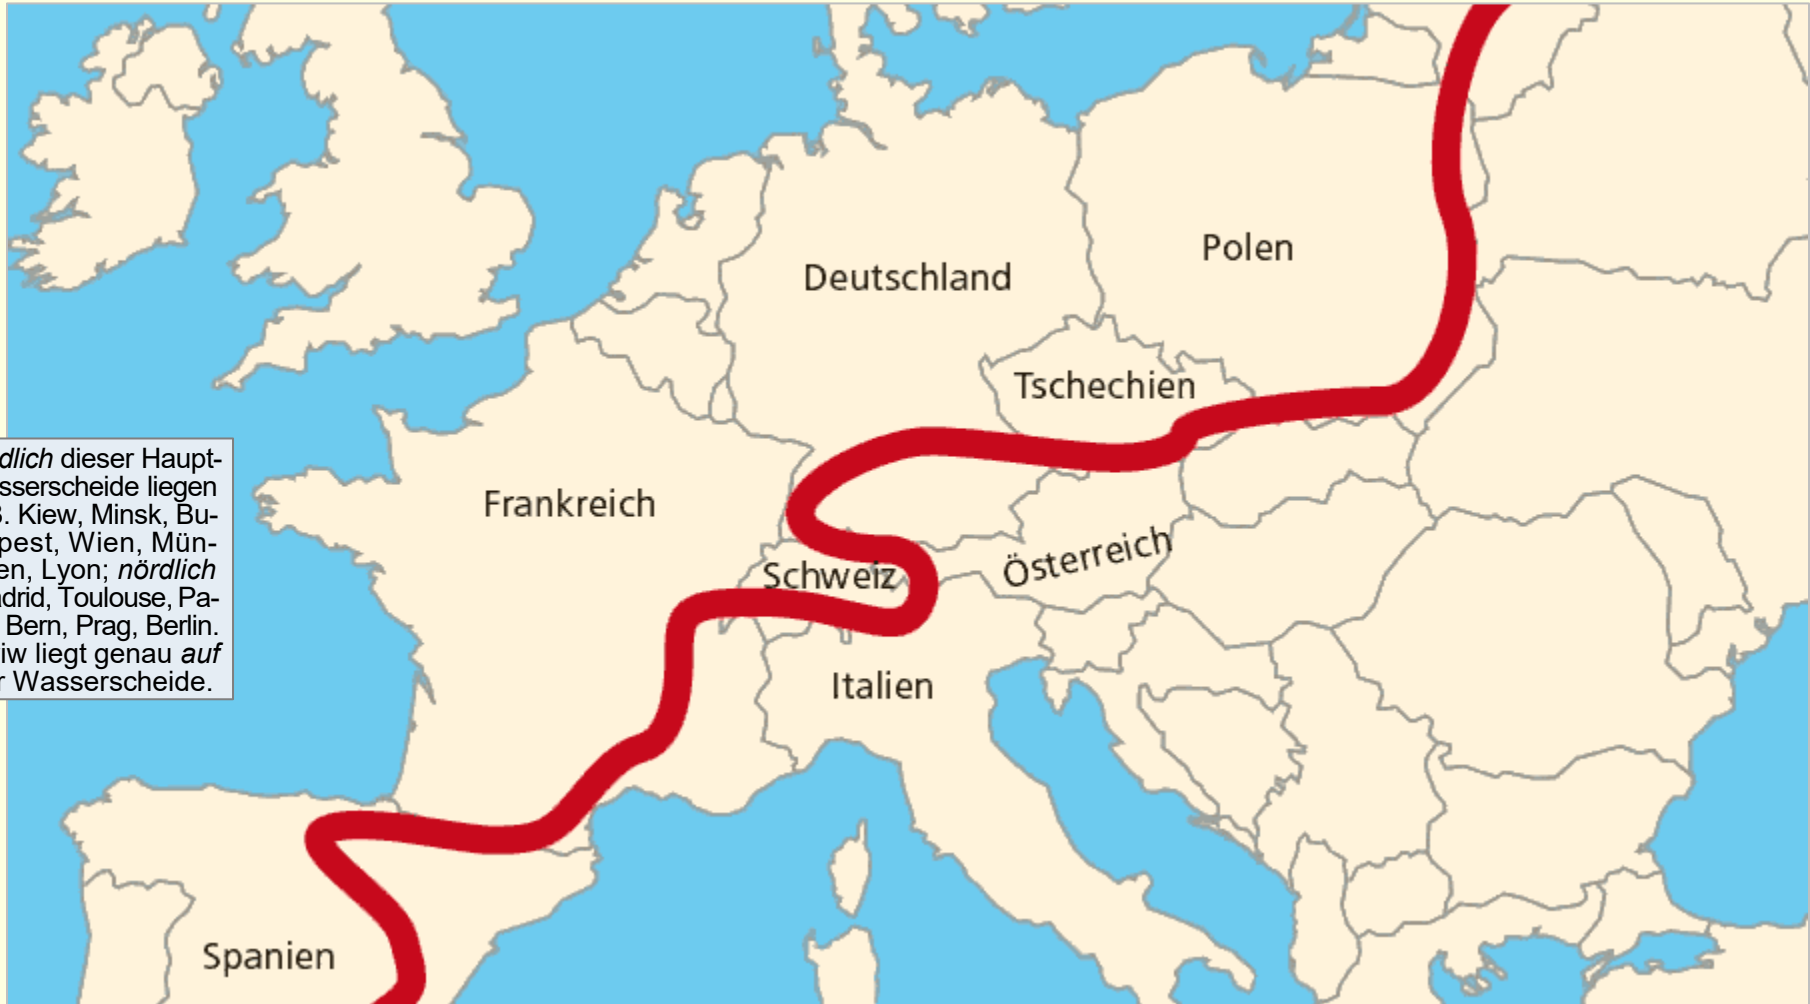 Polen
Deutschland
Tschechien
Frankreich
Österreich
Schweiz
Italien
Spanien
dlich dieser Haupt-
sserscheide liegen
B. Kiew, Minsk, Bu-
pest, Wien, Mün-
en, Lyon; nördlich
adrid, Toulouse, Pa-
Bern, Prag, Berlin.
iw liegt genau auf
r Wasserscheide.